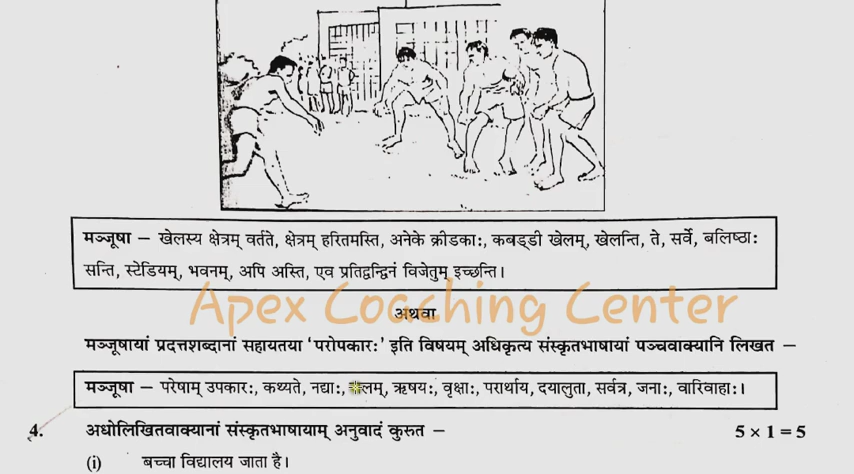 मञ्जूषा – खेलस्य क्षेत्रम् वर्तते, क्षेत्रम् हरितमस्ति, अनेके क्रीडकाः, कबड्डी खेलम्, खेलन्ति, ते, सर्वे, बलिष्ठाः
सन्ति, स्टेडियम्, भवनम्, अपि अस्ति, एव प्रतिद्वन्द्विनं विजेतुम् इच्छन्ति।
Apex Coaching Center
अथवा
मञ्जूषायां प्रदत्तशब्दानां सहायतया 'परोपकारः' इति विषयम् अधिकृत्य संस्कृतभाषायां पञ्चवाक्यानि लिखत –
मञ्जूषा – परेषाम् उपकारः, कथ्यते, नद्याः, ऋषयः, वृक्षाः, परार्थाय, दयालुता, सर्वत्र, जनाः, वारिवाहाः।
4. अधोलिखितवाक्यानां संस्कृतभाषायाम् अनुवादं कुरुत – 5 × 1 = 5
(i) बच्चा विद्यालय जाता है।